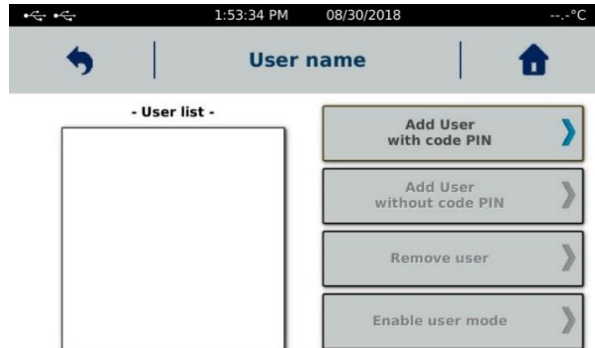 1:53:34 PM 08/30/2018 --.-°C
User name
- User list -
Add User
with code PIN
Add User
without code PIN
Remove user
Enable user mode